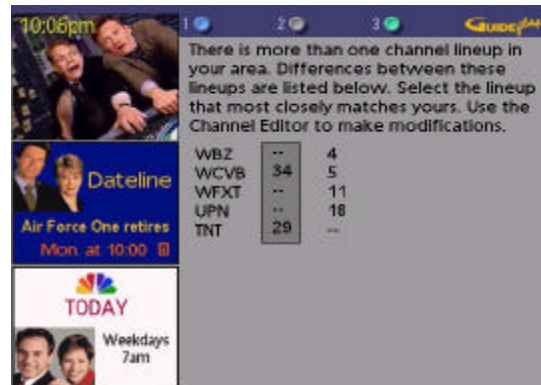 10:06pm
1 2 3 GUIDE plus
There is more than one channel lineup in
your area. Differences between these
lineups are listed below. Select the lineup
that most closely matches yours. Use the
Channel Editor to make modifications.
WBZ -- 4
WCVB 34 5
WFXT -- 11
UPN -- 18
TNT 29 --
Dateline
Air Force One retires
Mon. at 10:00
TODAY
Weekdays
7am